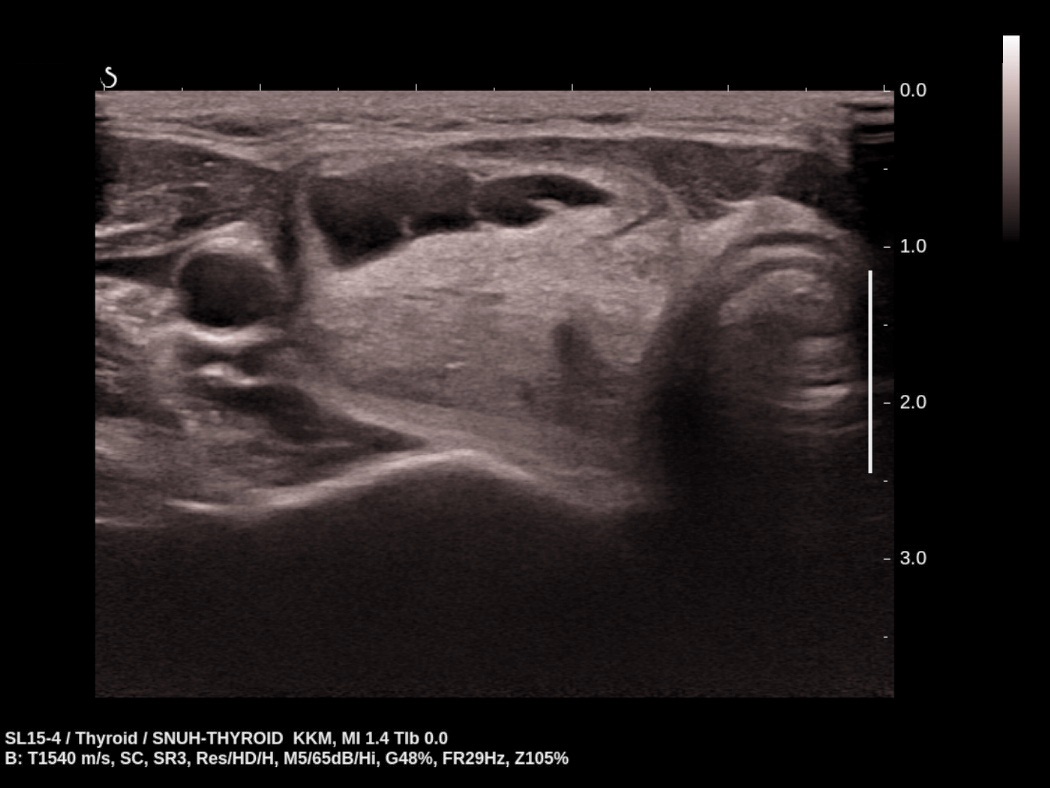 0.0
1.0
2.0
3.0
SL15-4 / Thyroid / SNUH-THYROID KKM, MI 1.4 TIb 0.0
B: T1540 m/s, SC, SR3, Res/HD/H, M5/65dB/Hi, G48%, FR29Hz, Z105%